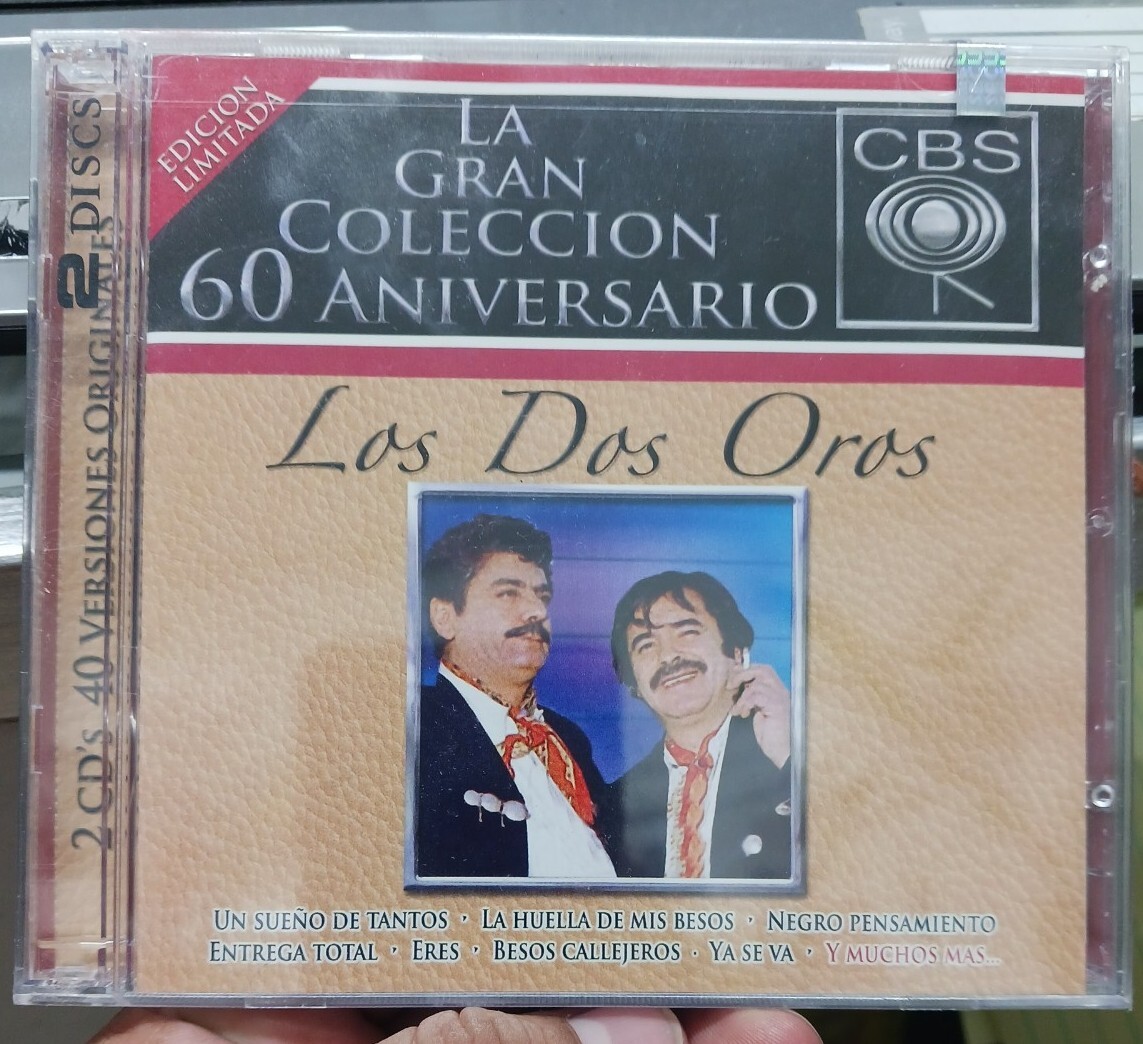 EDICION
LIMITADA
LA
GRAN
COLECCION
60 ANIVERSARIO
CBS
Los Dos Oros
UN SUEÑO DE TANTOS · LA HUELLA DE MIS BESOS · NEGRO PENSAMIENTO
ENTREGA TOTAL · ERES · BESOS CALLEJEROS · YA SE VA · Y MUCHOS MAS...
2 DISCS
2 CD'S 40 VERSIONES ORIGINALES